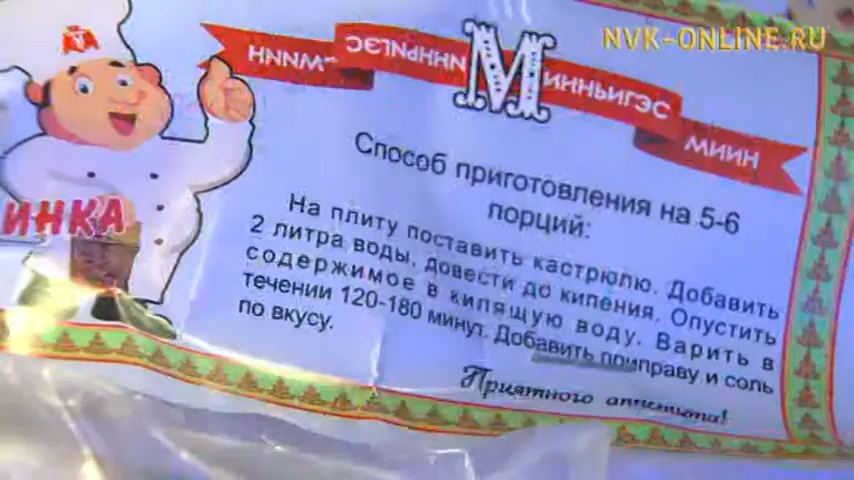 NVK-ONLINE.RU
МИННЬИГЭС
МИИН
ИНКА
Способ приготовления на 5-6
порций:
На плиту поставить кастрюлю. Добавить
2 литра воды, довести до кипения. Опустить
содержимое в кипящую воду. Варить в
течении 120-180 минут. Добавить приправу и соль
по вкусу.
Приятного аппетита!